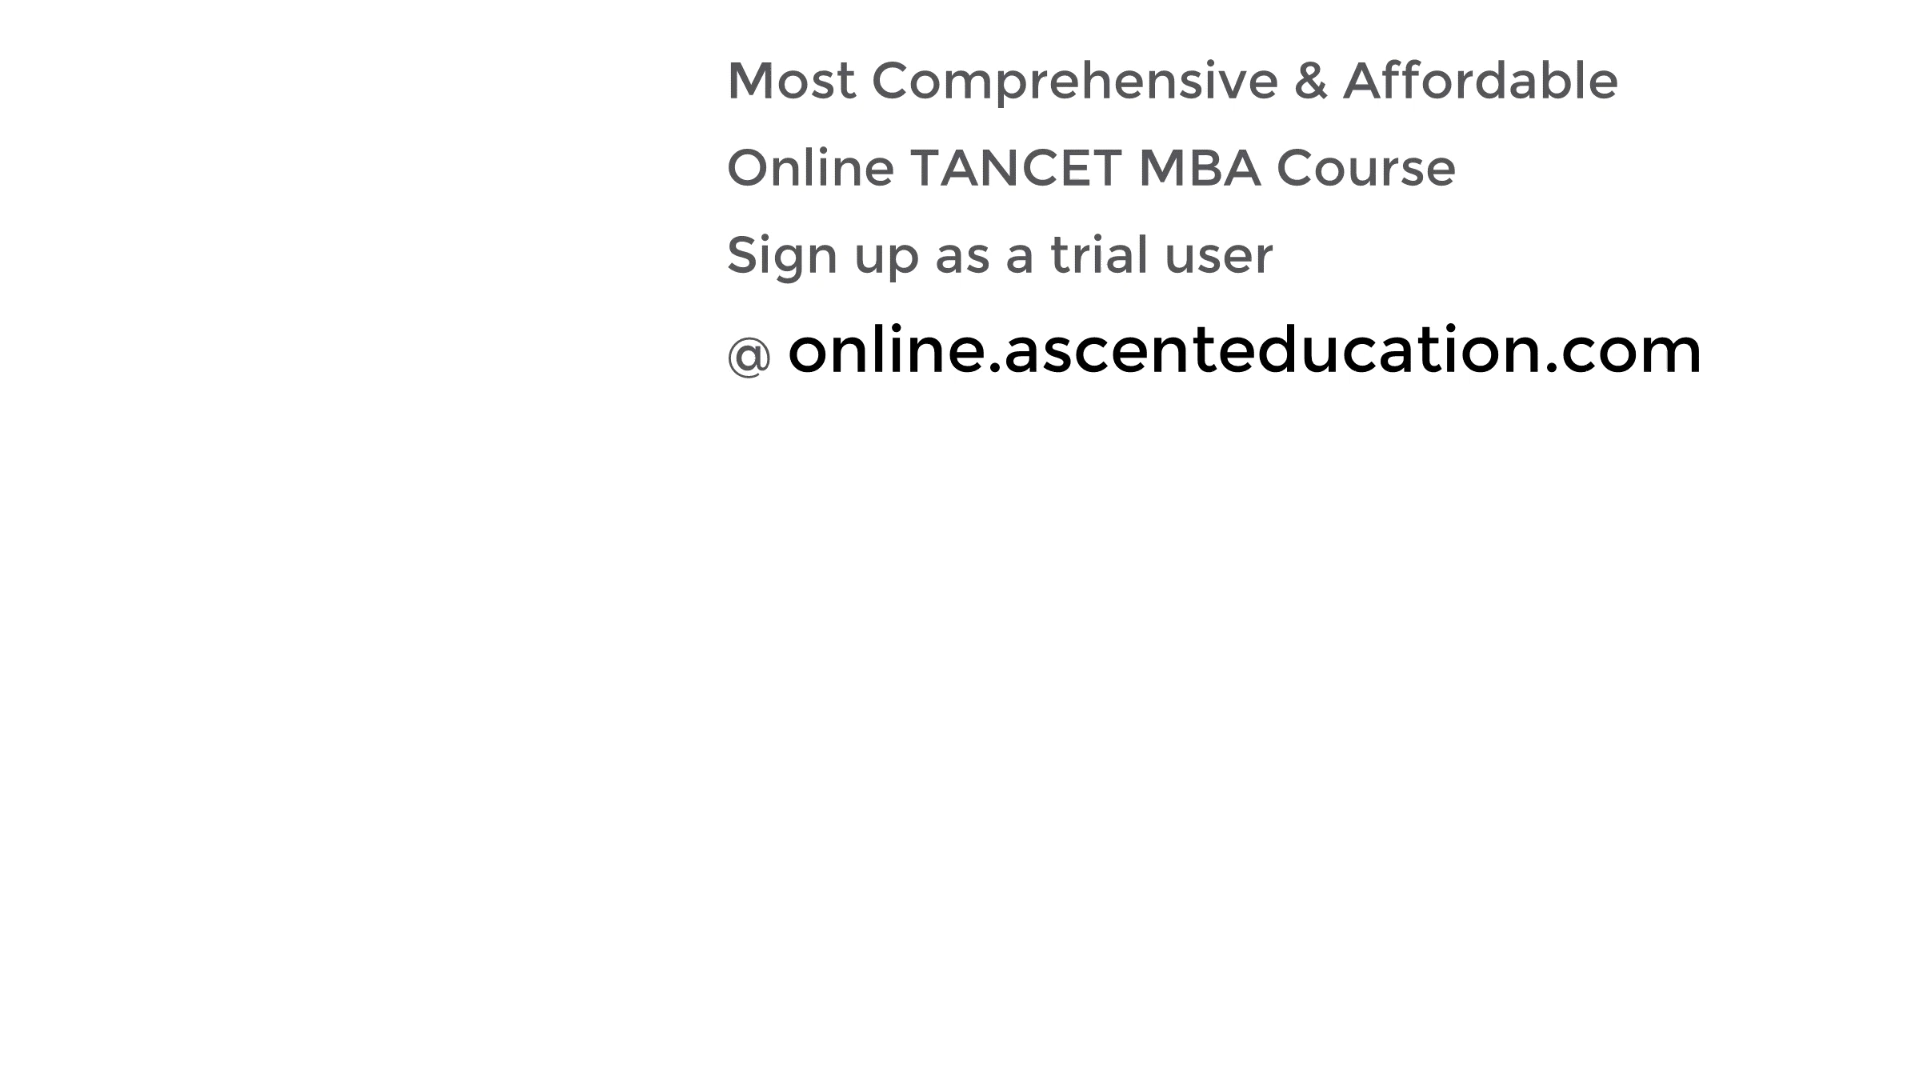 Most Comprehensive & Affordable
Online TANCET MBA Course
Sign up as a trial user
@ online.ascenteducation.com